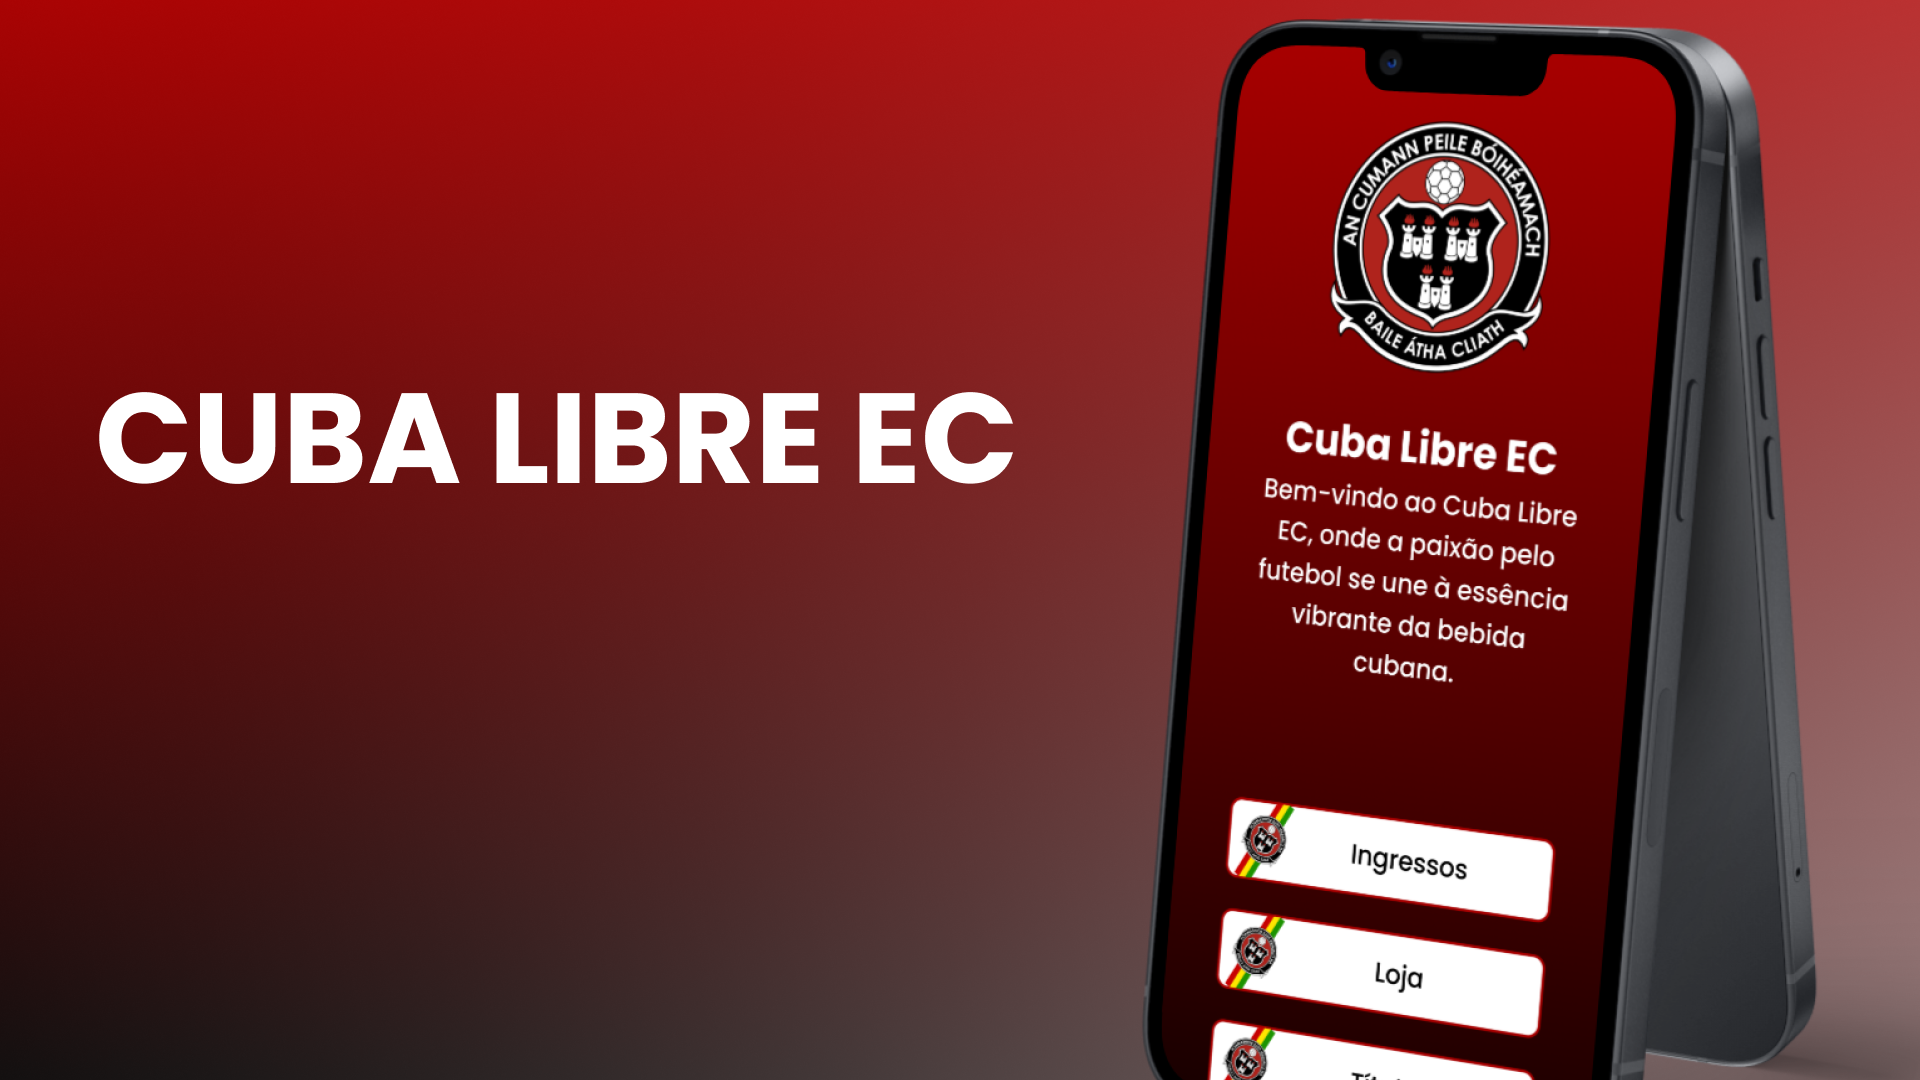 CUBA LIBRE EC
AN CUMANN PEILE BÓIHÉAMACH
BAILE ÁTHA CLIATH
Cuba Libre EC
Bem-vindo ao Cuba Libre
EC, onde a paixão pelo
futebol se une à essência
vibrante da bebida
cubana.
Ingressos
Loja